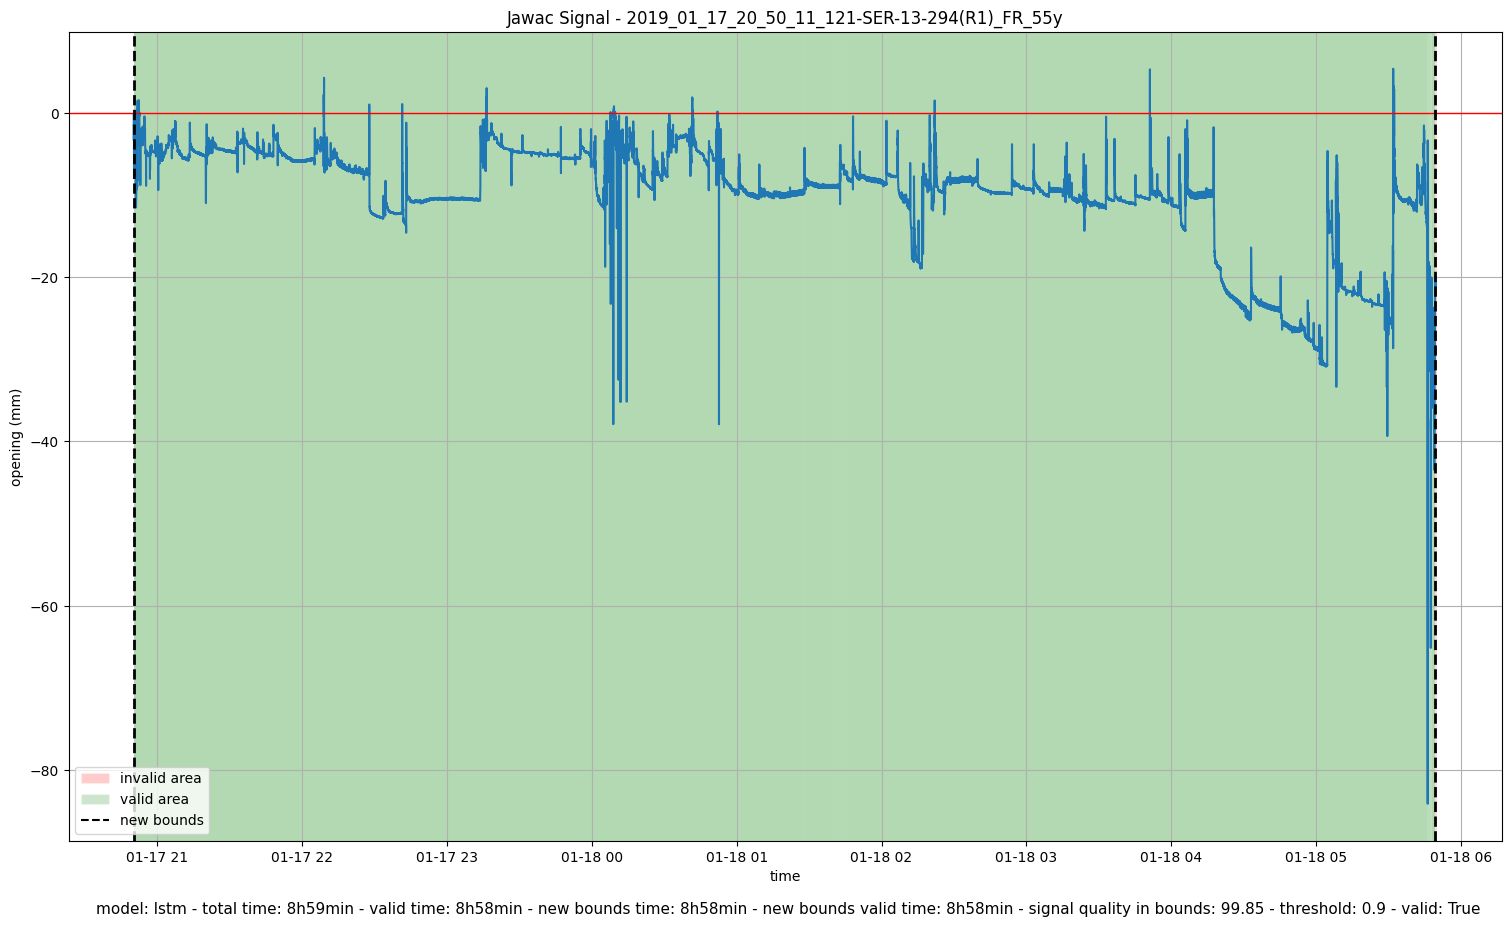 Jawac Signal - 2019_01_17_20_50_11_121-SER-13-294(R1)_FR_55y
opening (mm)
0
−20
−40
−60
−80
invalid area
valid area
new bounds
01-17 21
01-17 22
01-17 23
01-18 00
01-18 01
01-18 02
01-18 03
01-18 04
01-18 05
01-18 06
time
model: lstm - total time: 8h59min - valid time: 8h58min - new bounds time: 8h58min - new bounds valid time: 8h58min - signal quality in bounds: 99.85 - threshold: 0.9 - valid: True